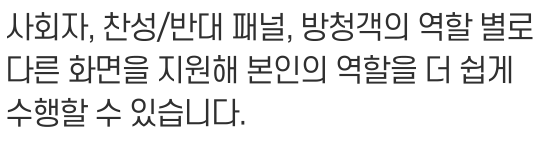 사회자, 찬성/반대 패널, 방청객의 역할 별로
다른 화면을 지원해 본인의 역할을 더 쉽게
수행할 수 있습니다.